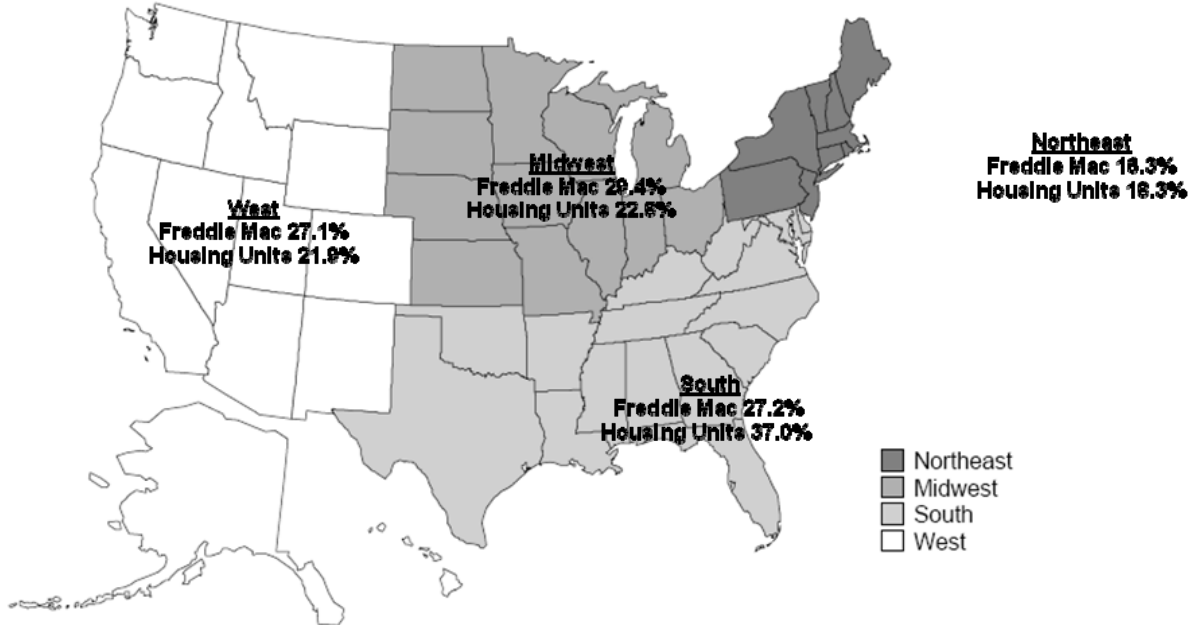 Northeast
Freddie Mac 16.3%
Housing Units 18.3%
Midwest
Freddie Mac 29.4%
Housing Units 22.8%
West
Freddie Mac 27.1%
Housing Units 21.9%
South
Freddie Mac 27.2%
Housing Units 37.0%
Northeast
Midwest
South
West